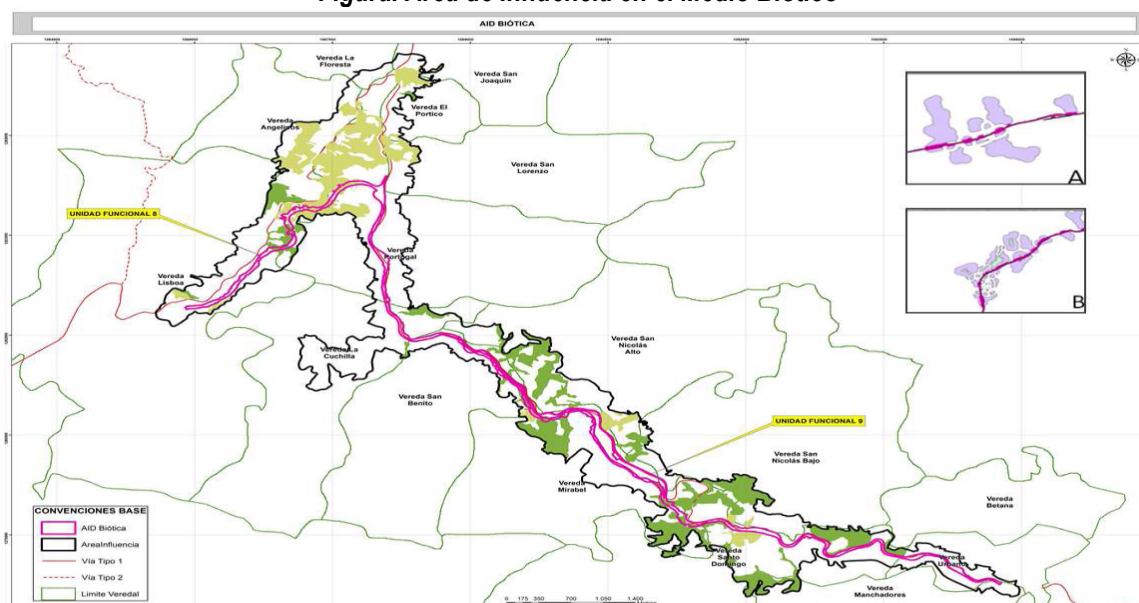 Figura. Área de Influencia en el Medio Biótico
AID BIÓTICA
Vereda La
Floresta
Vereda San
Joaquin
Vereda
Angelinos
Vereda El
Portico
Vereda San
Lorenzo
A
UNIDAD FUNCIONAL 8
Vereda
Portugal
Vereda
Lisboa
B
Vereda San
Nicolás
Alto
Vereda La
Cuchilla
Vereda San
Benito
UNIDAD FUNCIONAL 9
Vereda San
Nicolás Bajo
Vereda
Mirabel
Vereda
Betana
CONVENCIONES BASE
AID Biótica
AreaInfluencia
Vía Tipo 1
Vía Tipo 2
Limite Veredal
Vereda
Santo
Domingo
Vereda
Urbano
Vereda
Manchadores
0 175 350 700 1.050 1.400